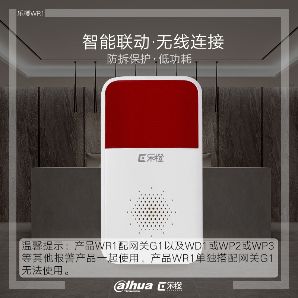 乐橙WR1
智能联动·无线连接
防拆保护·低功耗
乐橙
温馨提示：产品WR1配网关G1以及WD1或WP2或WP3
等其他报警产品一起使用。产品WR1单独搭配网关G1
无法使用。
alhua 乐橙
TECHNOLOGY